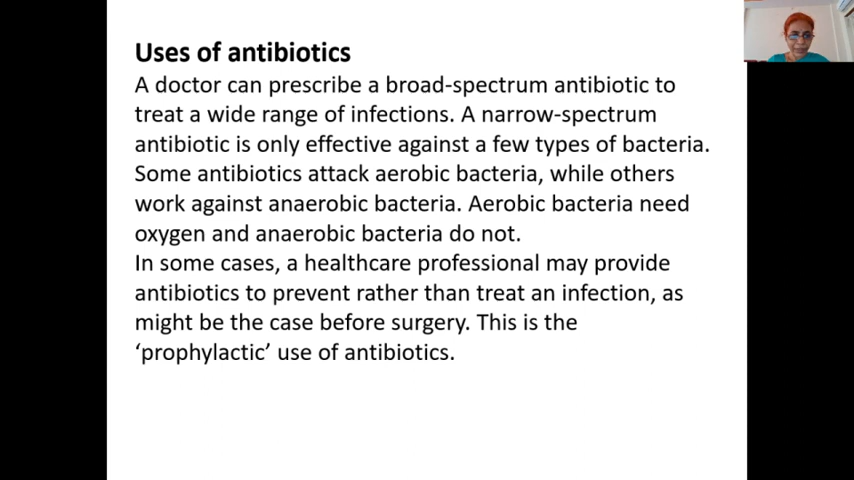 Uses of antibiotics
A doctor can prescribe a broad-spectrum antibiotic to
treat a wide range of infections. A narrow-spectrum
antibiotic is only effective against a few types of bacteria.
Some antibiotics attack aerobic bacteria, while others
work against anaerobic bacteria. Aerobic bacteria need
oxygen and anaerobic bacteria do not.
In some cases, a healthcare professional may provide
antibiotics to prevent rather than treat an infection, as
might be the case before surgery. This is the
‘prophylactic’ use of antibiotics.